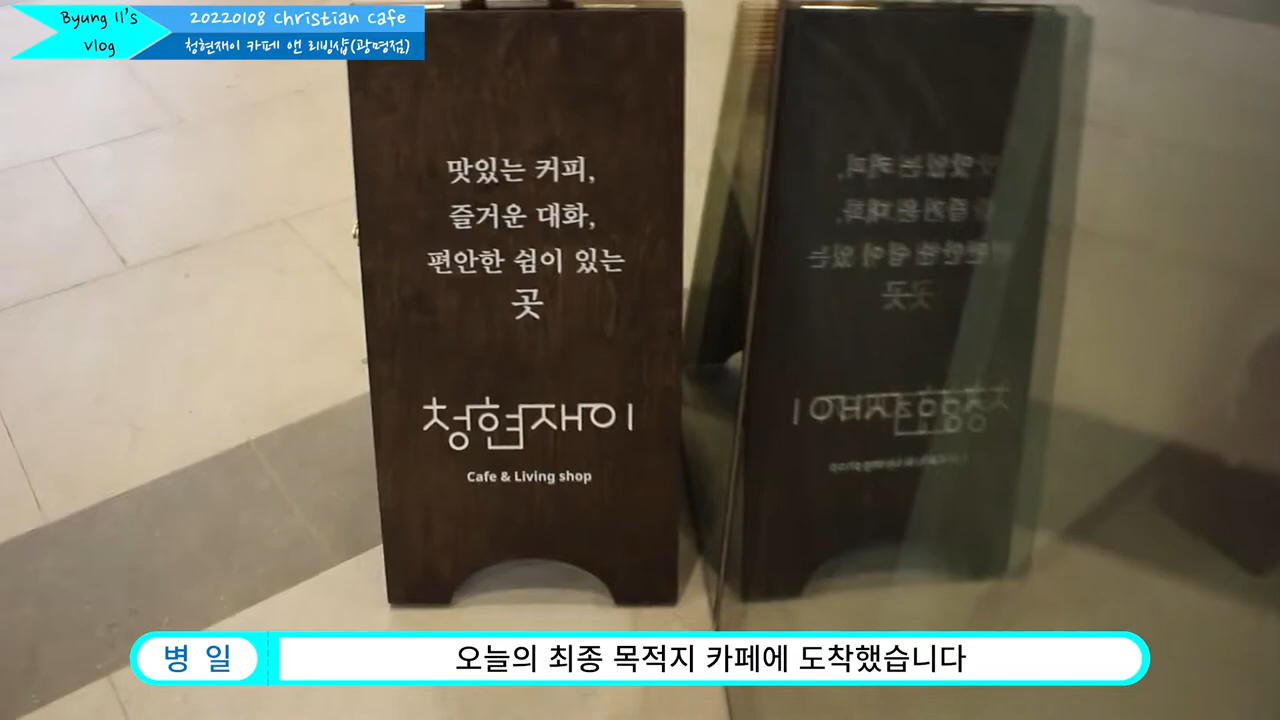 Byung Il's
vlog
20220108 Christian Cafe
청현재이 카페 앤 리빙샵(광명점)
맛있는 커피,
즐거운 대화,
편안한 쉼이 있는
곳
청현재이
Cafe & Living shop
병 일
오늘의 최종 목적지 카페에 도착했습니다